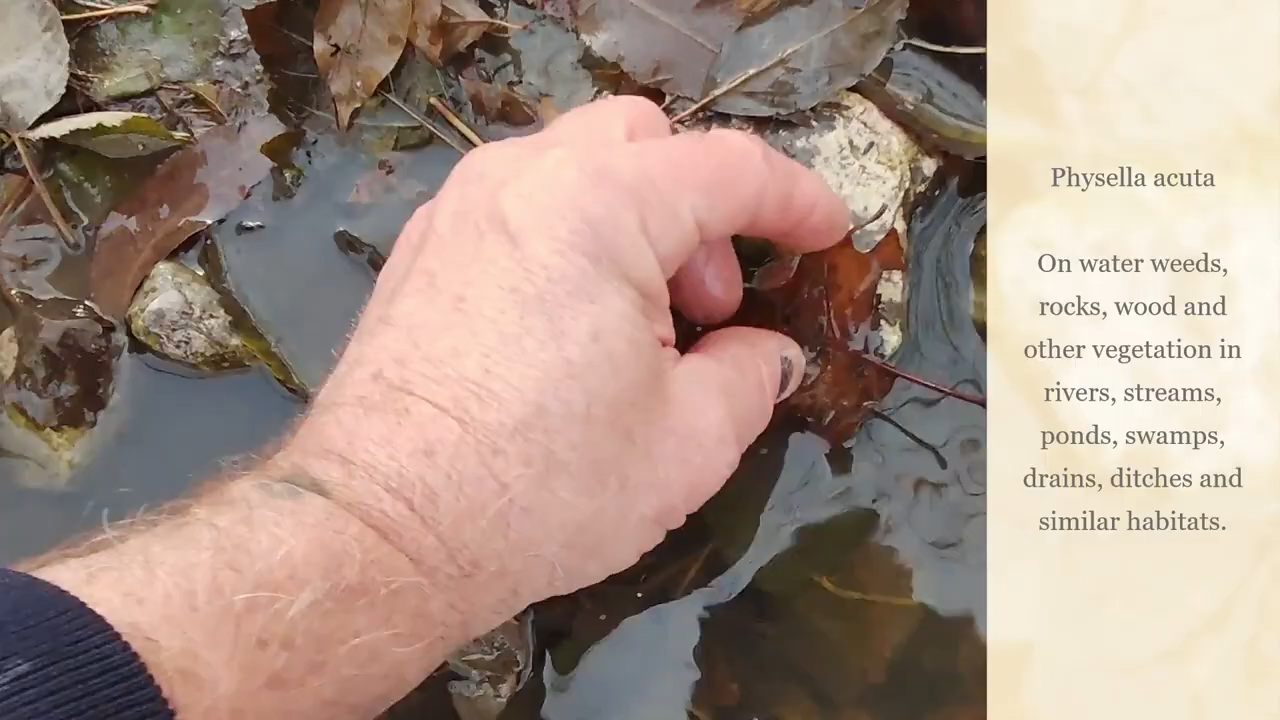 Physella acuta
On water weeds,
rocks, wood and
other vegetation in
rivers, streams,
ponds, swamps,
drains, ditches and
similar habitats.